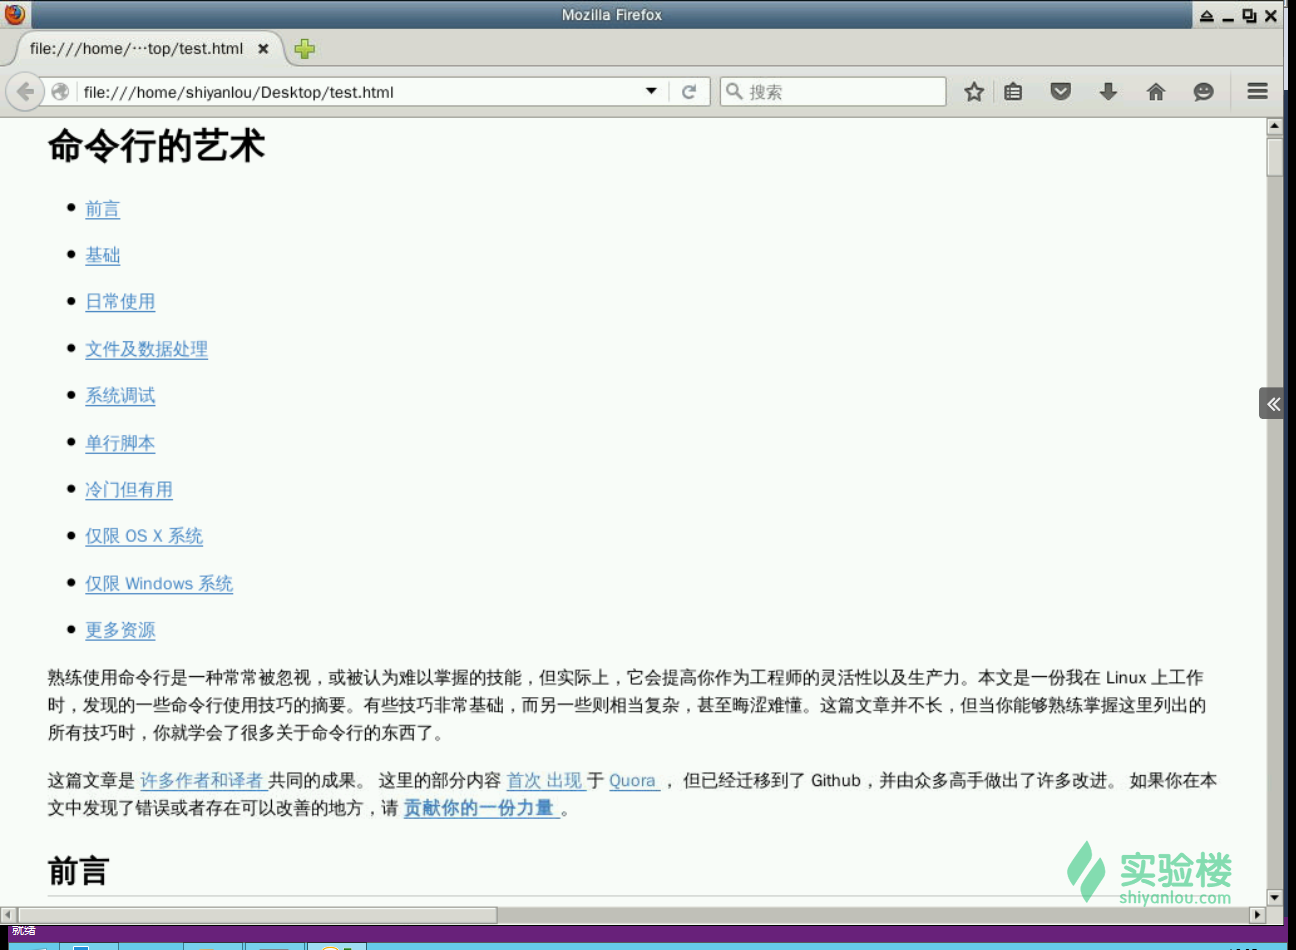 Mozilla Firefox
file:///home/···top/test.html
file:///home/shiyanlou/Desktop/test.html
搜索
命令行的艺术
前言
基础
日常使用
文件及数据处理
系统调试
单行脚本
冷门但有用
仅限 OS X 系统
仅限 Windows 系统
更多资源
熟练使用命令行是一种常常被忽视，或被认为难以掌握的技能，但实际上，它会提高你作为工程师的灵活性以及生产力。本文是一份我在 Linux 上工作
时，发现的一些命令行使用技巧的摘要。有些技巧非常基础，而另一些则相当复杂，甚至晦涩难懂。这篇文章并不长，但当你能够熟练掌握这里列出的
所有技巧时，你就学会了很多关于命令行的东西了。
这篇文章是 许多作者和译者 共同的成果。 这里的部分内容 首次 出现 于 Quora ， 但已经迁移到了 Github，并由众多高手做出了许多改进。 如果你在本
文中发现了错误或者存在可以改善的地方，请 贡献你的一份力量 。
前言
实验楼
shiyanlou.com
就绪